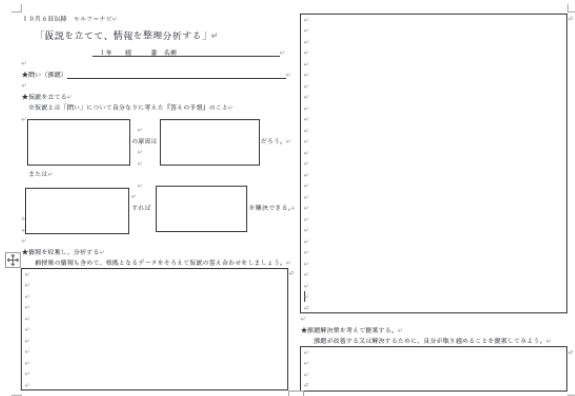 10月6日以降　セルフーナビ
「仮説を立てて、情報を整理分析する」
1年　組　　番　名前
★問い（課題）
★仮説を立てる
※仮説とは「問い」について自分なりに考えた『答えの予想』のこと
の原因は
だろう。
または
すれば
を解決できる。
★情報を収集し、分析する
前授業の情報も含めて、根拠となるデータをそろえて仮説の答え合わせをしましょう。
★課題解決策を考えて提案する。
課題が改善する又は解決するために、自分が取り組めることを提案してみよう。